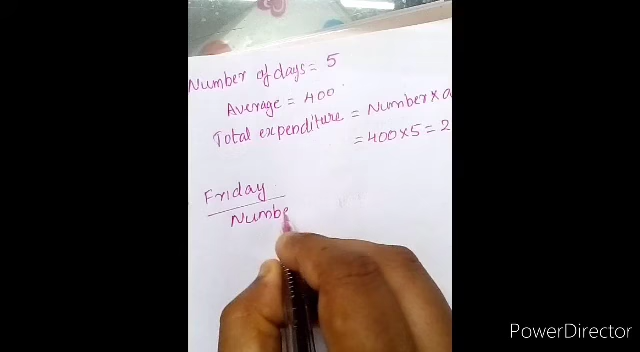 Number of days = 5
Average = 400
Total expenditure = Number × a
= 400 × 5 = 2
Friday
Numbe
PowerDirector